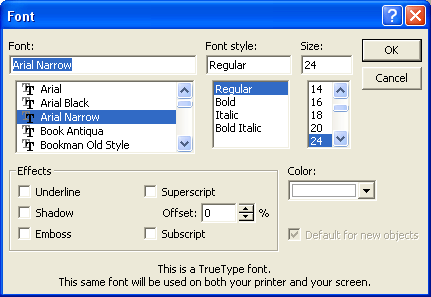 Font
Font: Font style: Size:
Arial Narrow Regular 24 OK
Cancel
Arial Regular 14
Arial Black Bold 16
Arial Narrow Italic 18
Book Antiqua Bold Italic 20
Bookman Old Style 24
Effects Color:
Underline Superscript
Shadow Offset: 0 %
Emboss Subscript Default for new objects
This is a TrueType font.
This same font will be used on both your printer and your screen.